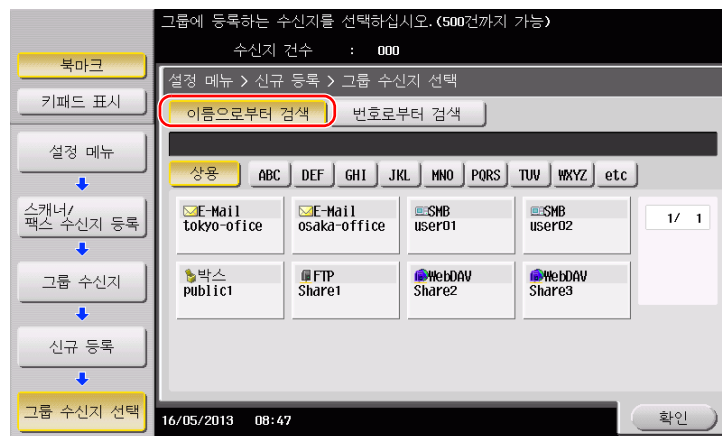 그룹에 등록하는 수신지를 선택하십시오.(500건까지 가능)
수신지 건수 : 000
북마크
키패드 표시
설정 메뉴
스캐너/
팩스 수신지 등록
그룹 수신지
신규 등록
그룹 수신지 선택
설정 메뉴 > 신규 등록 > 그룹 수신지 선택
이름으로부터 검색 번호로부터 검색
상용 ABC DEF GHI JKL MNO PQRS TUV WXYZ etc
E-Mail E-Mail SMB SMB
tokyo-ofice osaka-office user01 user02
1/ 1
박스 FTP WebDAV WebDAV
public1 Share1 Share2 Share3
16/05/2013 08:47
확인